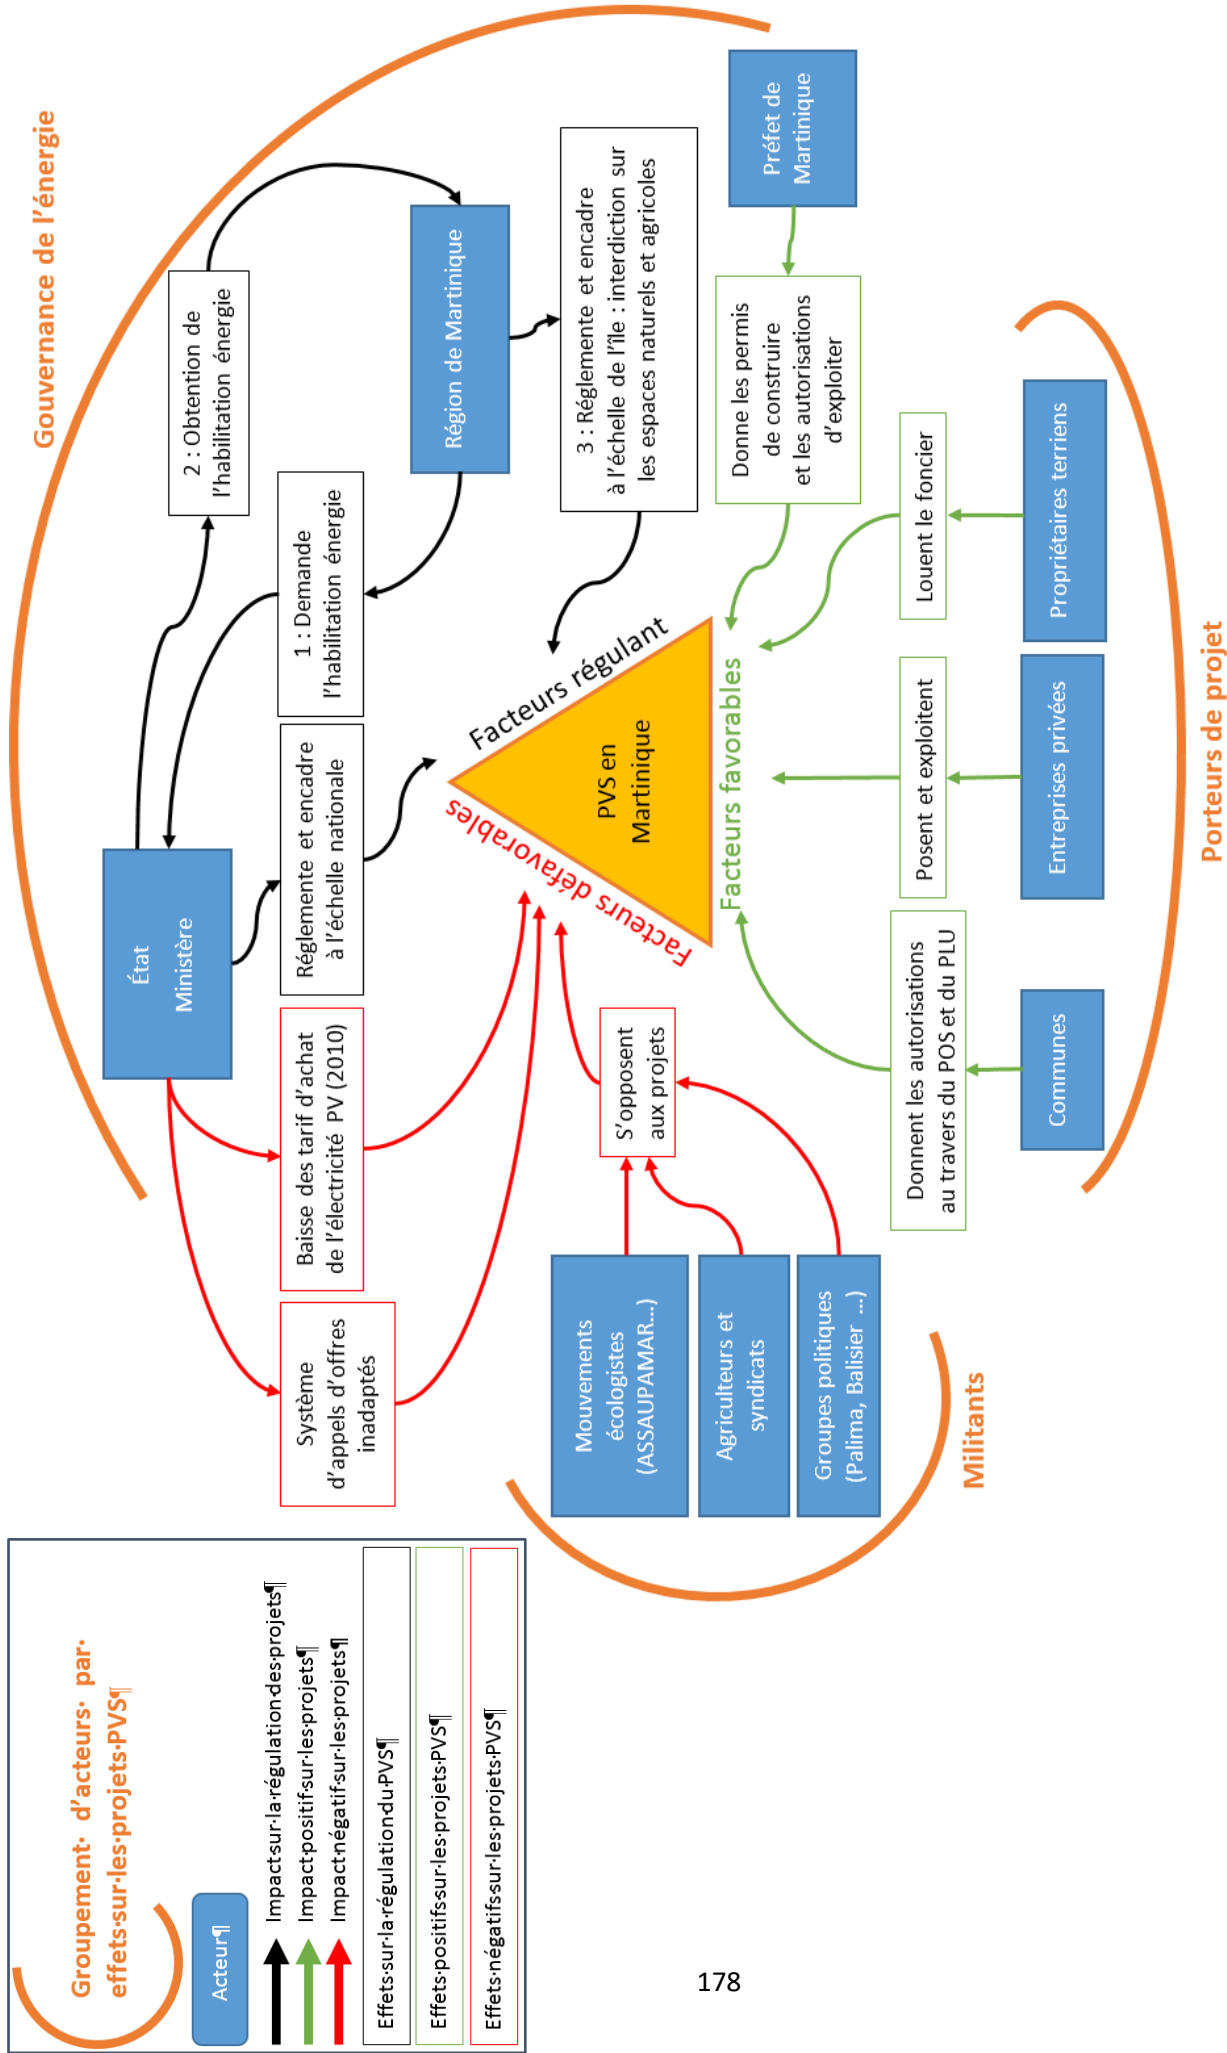 Gouvernance de l'énergie
État
Ministère
Système
d'appels d'offres
inadaptés
Baisse des tarif d'achat
de l'électricité PV (2010)
Réglemente et encadre
à l'échelle nationale
1 : Demande
l'habilitation énergie
2 : Obtention de
l'habilitation énergie
Région de Martinique
3 : Réglemente et encadre
à l'échelle de l'île : interdiction sur
les espaces naturels et agricoles
Préfet de
Martinique
Donne les permis
de construire
et les autorisations
d'exploiter
Facteurs défavorables
Facteurs régulant
PVS en
Martinique
Facteurs favorables
Mouvements
écologistes
(ASSAUPAMAR...)
Agriculteurs et
syndicats
Groupes politiques
(Palima, Balisier ...)
S'opposent
aux projets
Militants
Donnent les autorisations
au travers du POS et du PLU
Posent et exploitent
Louent le foncier
Communes
Entreprises privées
Propriétaires terriens
Porteurs de projet
Groupement· d'acteurs· par·
effets·sur·les·projets·PVS¶
Acteur¶
Impact·sur·la·régulation·des·projets¶
Impact·positif·sur·les·projets¶
Impact·négatif·sur·les·projets¶
Effets·sur·la·régulation·du·PVS¶
Effets·positifs·sur·les·projets·PVS¶
Effets·négatifs·sur·les·projets·PVS¶
178